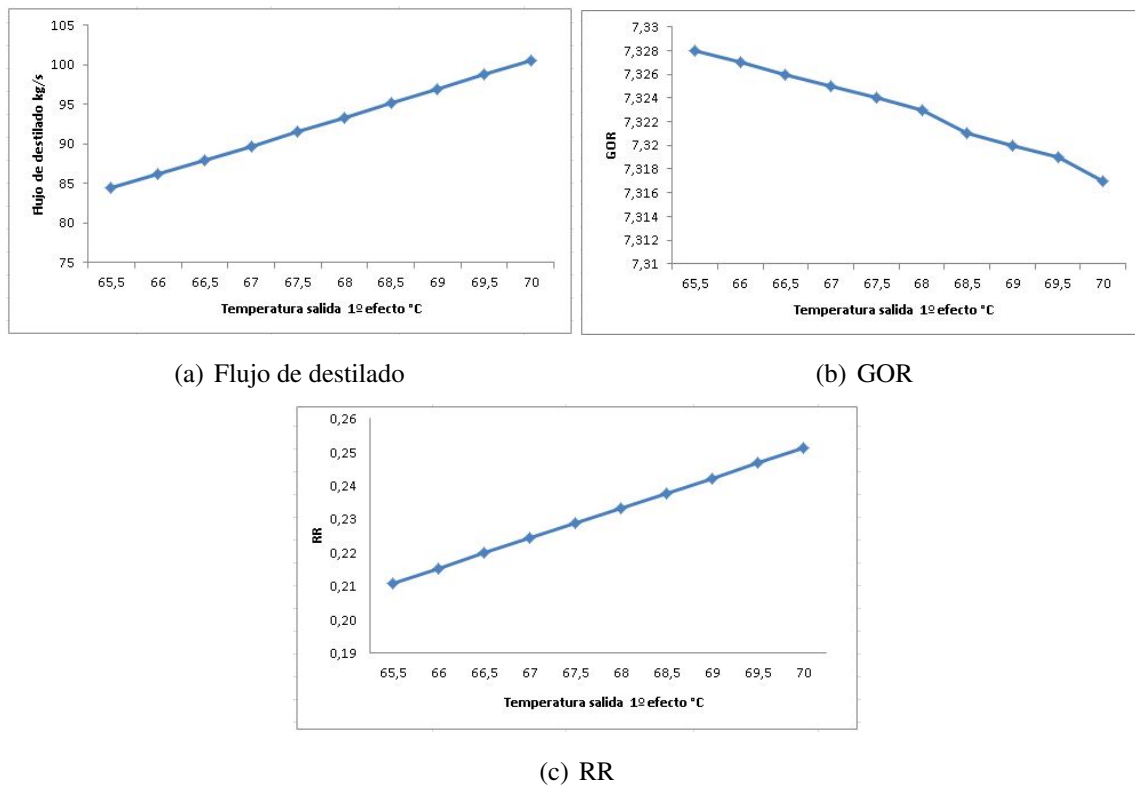 105
100
95
90
85
80
75
Flujo de destilado kg/s
65,5 66 66,5 67 67,5 68 68,5 69 69,5 70
Temperatura salida 1º efecto °C
(a) Flujo de destilado
7,33
7,328
7,326
7,324
7,322
7,32
7,318
7,316
7,314
7,312
7,31
GOR
65,5 66 66,5 67 67,5 68 68,5 69 69,5 70
Temperatura salida 1º efecto °C
(b) GOR
0,26
0,25
0,24
0,23
0,22
0,21
0,20
0,19
RR
65,5 66 66,5 67 67,5 68 68,5 69 69,5 70
Temperatura salida 1º efecto °C
(c) RR